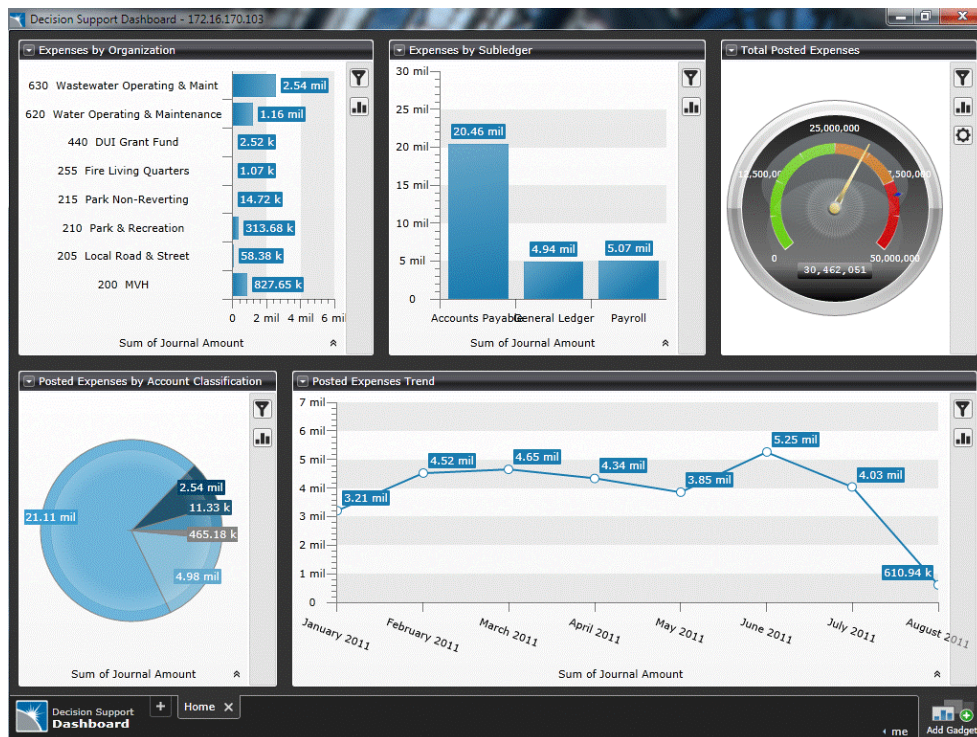 Decision Support Dashboard - 172.16.170.103
Expenses by Organization
630 Wastewater Operating & Maint
2.54 mil
620 Water Operating & Maintenance
1.16 mil
440 DUI Grant Fund
2.52 k
255 Fire Living Quarters
1.07 k
215 Park Non-Reverting
14.72 k
210 Park & Recreation
313.68 k
205 Local Road & Street
58.38 k
200 MVH
827.65 k
0 2 mil 4 mil 6 mil
Sum of Journal Amount
Expenses by Subledger
30 mil
25 mil
20 mil
15 mil
10 mil
5 mil
0
20.46 mil
4.94 mil
5.07 mil
Accounts Payable
General Ledger
Payroll
Sum of Journal Amount
Total Posted Expenses
25,000,000
12,500,000
7,500,000
0
50,000,000
30,462,051
Posted Expenses by Account Classification
2.54 mil
11.33 k
21.11 mil
465.18 k
4.98 mil
Sum of Journal Amount
Posted Expenses Trend
7 mil
6 mil
5 mil
4 mil
3 mil
2 mil
1 mil
0
3.21 mil
4.52 mil
4.65 mil
4.34 mil
3.85 mil
5.25 mil
4.03 mil
610.94 k
January 2011
February 2011
March 2011
April 2011
May 2011
June 2011
July 2011
August 2011
Sum of Journal Amount
Decision Support
Dashboard
Home
me
Add Gadget